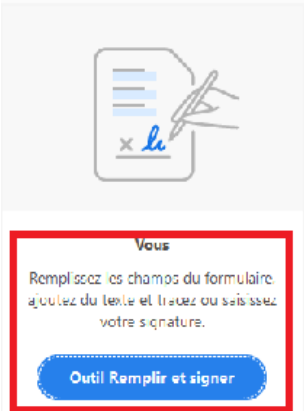 Vous
Remplissez les champs du formulaire,
ajoutez du texte et tracez ou saisissez
votre signature.
Outil Remplir et signer